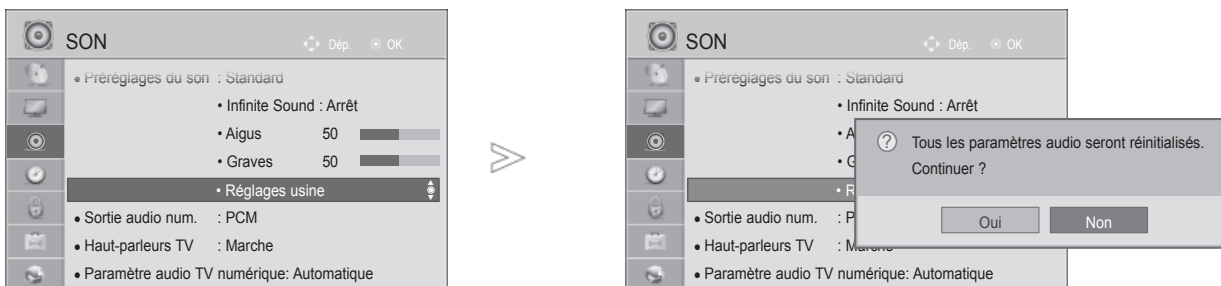 SON
Dép.
OK
• Préréglages du son : Standard
• Infinite Sound : Arrêt
• Aigus 50
• Graves 50
• Réglages usine
• Sortie audio num. : PCM
• Haut-parleurs TV : Marche
• Paramètre audio TV numérique: Automatique
SON
Dép.
OK
• Préréglages du son : Standard
• Infinite Sound : Arrêt
• A
• G
• R
• Sortie audio num. : P
• Haut-parleurs TV : Marche
• Paramètre audio TV numérique: Automatique
? Tous les paramètres audio seront réinitialisés.
Continuer ?
Oui
Non